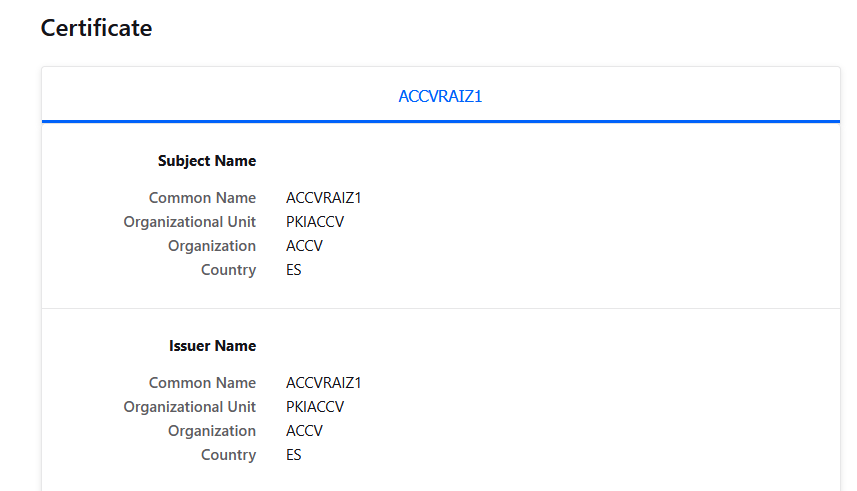 Certificate
ACCVRAIZ1
Subject Name
Common Name ACCVRAIZ1
Organizational Unit PKIACCV
Organization ACCV
Country ES
Issuer Name
Common Name ACCVRAIZ1
Organizational Unit PKIACCV
Organization ACCV
Country ES